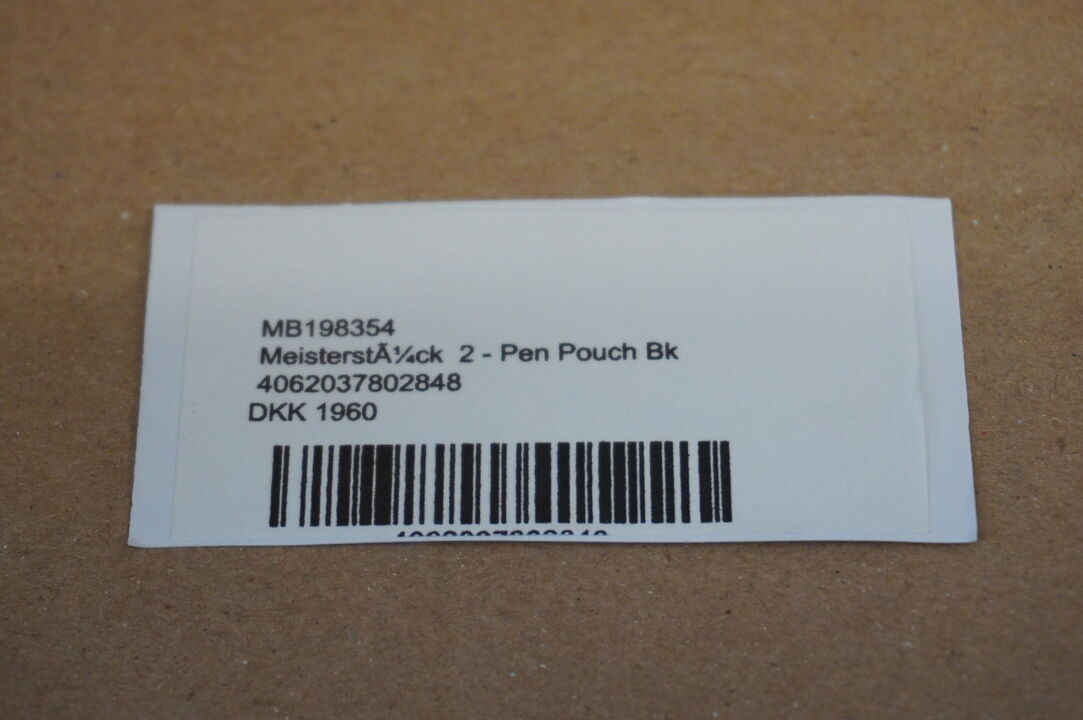 MB198354
MeisterstÃ¼ck 2 - Pen Pouch Bk
4062037802848
DKK 1960